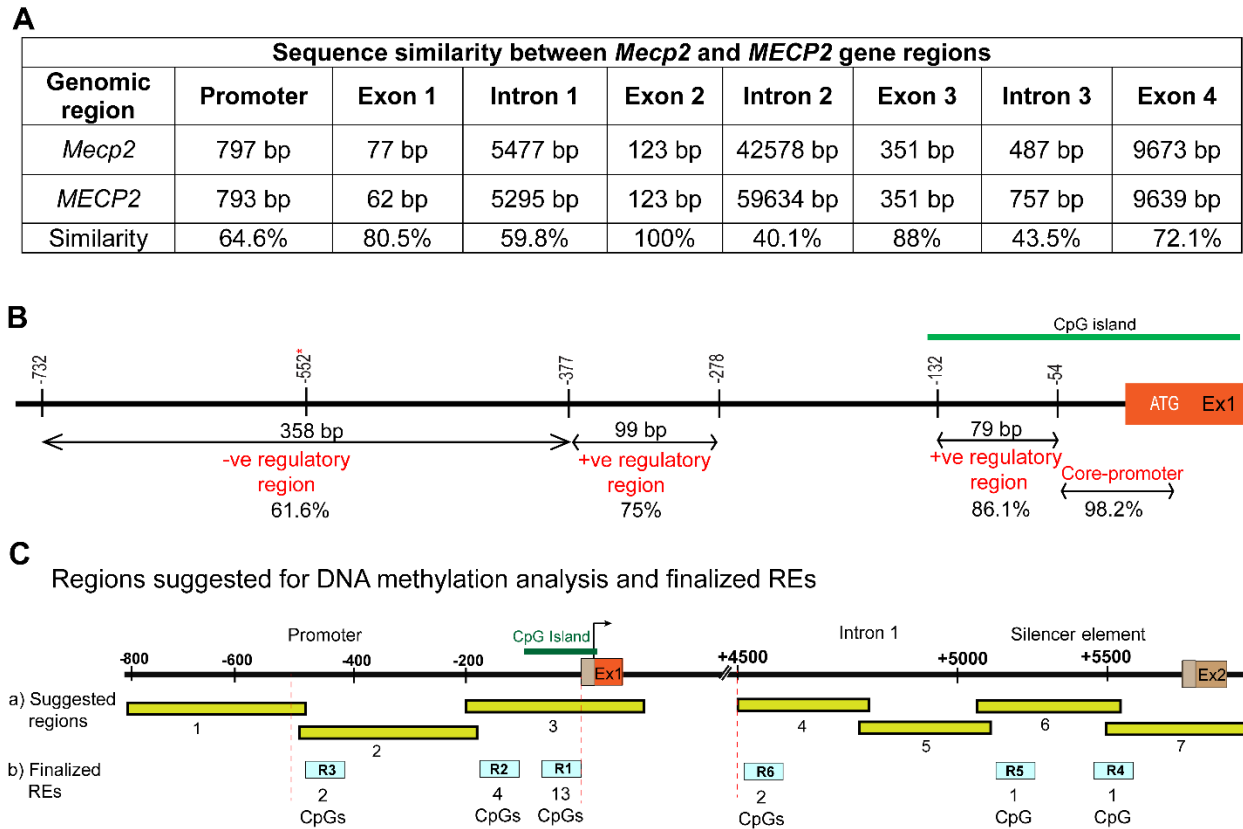 A
Sequence similarity between Mecp2 and MECP2 gene regions
Genomic region Promoter Exon 1 Intron 1 Exon 2 Intron 2 Exon 3 Intron 3 Exon 4
Mecp2 797 bp 77 bp 5477 bp 123 bp 42578 bp 351 bp 487 bp 9673 bp
MECP2 793 bp 62 bp 5295 bp 123 bp 59634 bp 351 bp 757 bp 9639 bp
Similarity 64.6% 80.5% 59.8% 100% 40.1% 88% 43.5% 72.1%
B
CpG island
-732 -552* -377 -278 -132 -54
ATG Ex1
358 bp 99 bp 79 bp
-ve regulatory region +ve regulatory region +ve regulatory region Core-promoter
61.6% 75% 86.1% 98.2%
C
Regions suggested for DNA methylation analysis and finalized REs
Promoter CpG Island Intron 1 Silencer element
-800 -600 -400 -200 +4500 +5000 +5500
Ex1 Ex2
a) Suggested regions
1 2 3 4 5 6 7
b) Finalized REs
R3 R2 R1 R6 R5 R4
2 4 13 2 1 1
CpGs CpGs CpGs CpGs CpG CpG